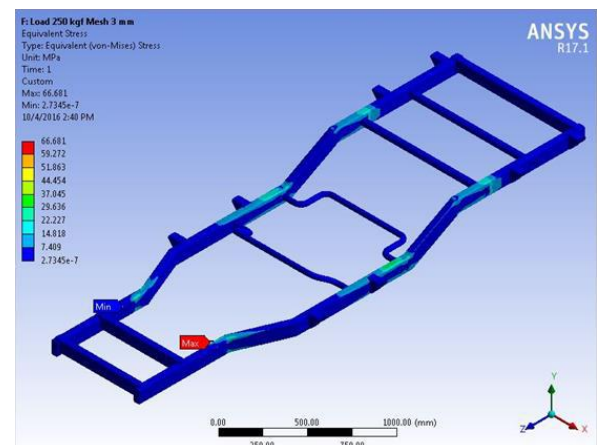 F: Load 250 kgf Mesh 3 mm
Equivalent Stress
Type: Equivalent (von-Mises) Stress
Unit: MPa
Time: 1
Custom
Max: 66.681
Min: 2.7345e-7
10/4/2016 2:40 PM
66.681
59.272
51.863
44.454
37.045
29.636
22.227
14.818
7.409
2.7345e-7
ANSYS
R17.1
Min
Max
0.00 500.00 1000.00 (mm)
250.00 750.00
Y
Z X